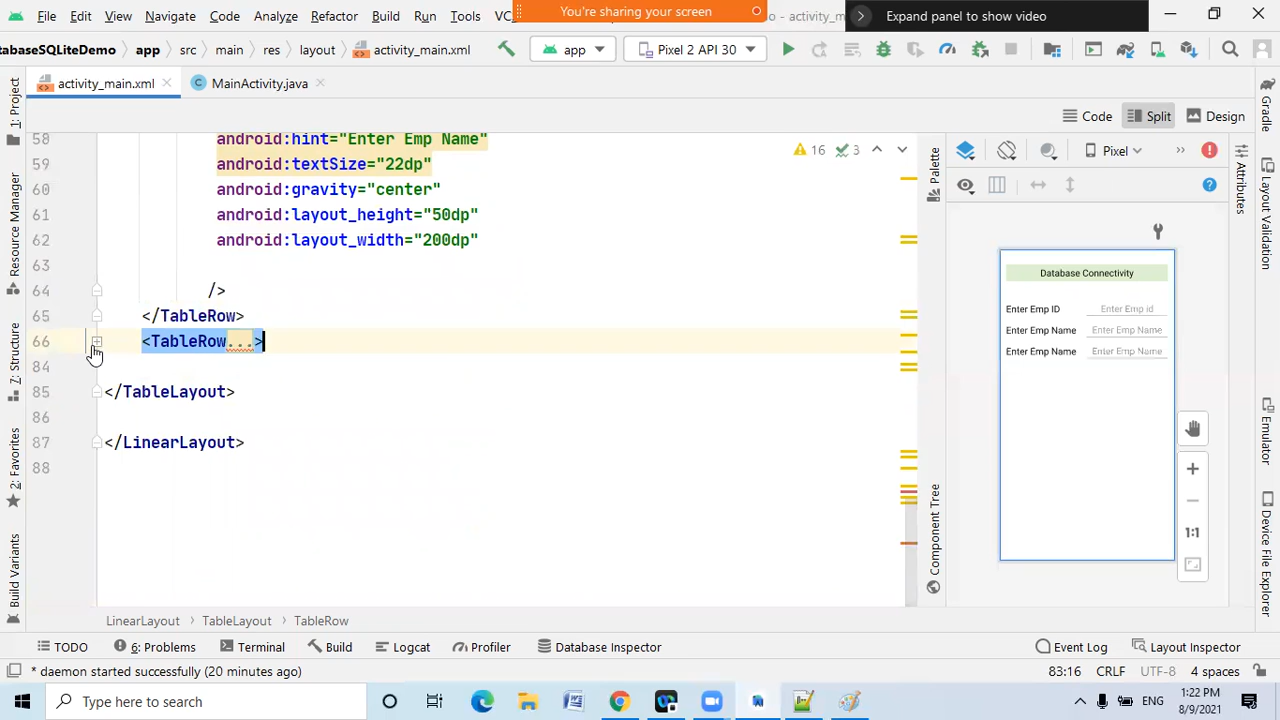 File Edit View Navigate Code Analyze Refactor Build Run Tools
You're sharing your screen
Expand panel to show video
atabaseSQLiteDemo app src main res layout activity_main.xml app Pixel 2 API 30
activity_main.xml MainActivity.java
Code Split Design
58 android:hint="Enter Emp Name"
59 android:textSize="22dp"
60 android:gravity="center"
61 android:layout_height="50dp"
62 android:layout_width="200dp"
63
64 />
65 </TableRow>
66 <TableRow...>
84
85 </TableLayout>
86
87 </LinearLayout>
88
16 3
Pixel
Database Connectivity
Enter Emp ID Enter Emp id
Enter Emp Name Enter Emp Name
Enter Emp Name Enter Emp Name
1:1
1: Project
Resource Manager
7: Structure
2: Favorites
Build Variants
Palette
Component Tree
Attributes
Gradle
Layout Validation
Emulator
Device File Explorer
LinearLayout TableLayout TableRow
TODO 6: Problems Terminal Build Logcat Profiler Database Inspector Event Log Layout Inspector
* daemon started successfully (20 minutes ago) 83:16 CRLF UTF-8 4 spaces
Type here to search
ENG
1:22 PM
8/9/2021